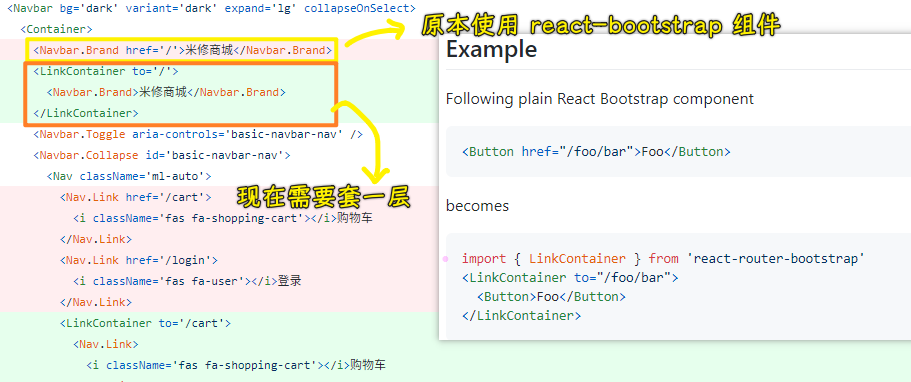 <Navbar bg='dark' variant='dark' expand='lg' collapseOnSelect>
<Container>
<Navbar.Brand href='/'>米修商城</Navbar.Brand>
<LinkContainer to='/'>
<Navbar.Brand>米修商城</Navbar.Brand>
</LinkContainer>
<Navbar.Toggle aria-controls='basic-navbar-nav' />
<Navbar.Collapse id='basic-navbar-nav'>
<Nav className='ml-auto'>
<Nav.Link href='/cart'>
<i className='fas fa-shopping-cart'></i>购物车
</Nav.Link>
<Nav.Link href='/login'>
<i className='fas fa-user'></i>登录
</Nav.Link>
<LinkContainer to='/cart'>
<Nav.Link>
<i className='fas fa-shopping-cart'></i>购物车
原本使用 react-bootstrap 组件
现在需要套一层
Example
Following plain React Bootstrap component
<Button href="/foo/bar">Foo</Button>
becomes
import { LinkContainer } from 'react-router-bootstrap'
<LinkContainer to="/foo/bar">
<Button>Foo</Button>
</LinkContainer>